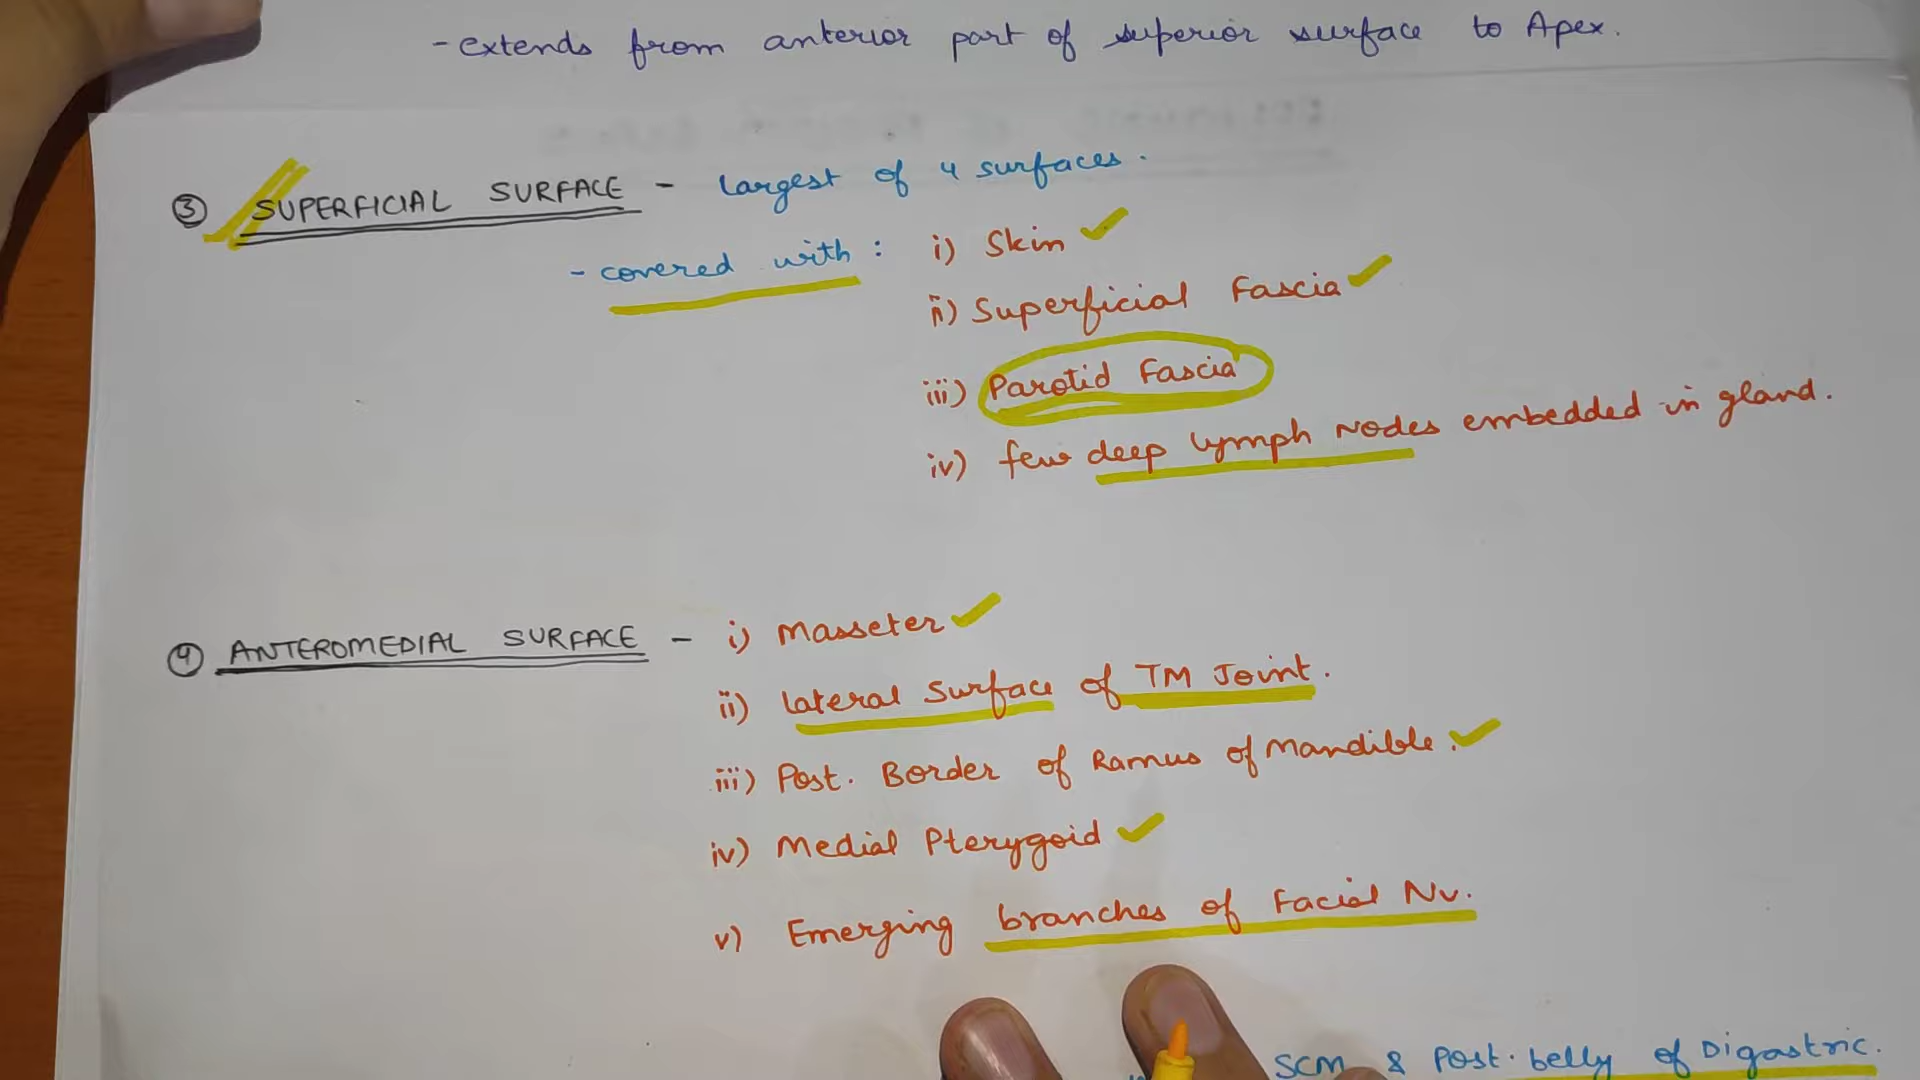 - extends from anterior part of superior surface to Apex.
③ SUPERFICIAL SURFACE - largest of 4 surfaces.
- covered with : i) Skin
ii) Superficial Fascia
iii) Parotid Fascia
iv) few deep lymph nodes embedded in gland.
④ ANTEROMEDIAL SURFACE - i) Masseter
ii) lateral surface of TM Joint.
iii) Post. Border of Ramus of Mandible.
iv) Medial Pterygoid
v) Emerging branches of Facial Nv.
SCM & Post. belly of Digastric.